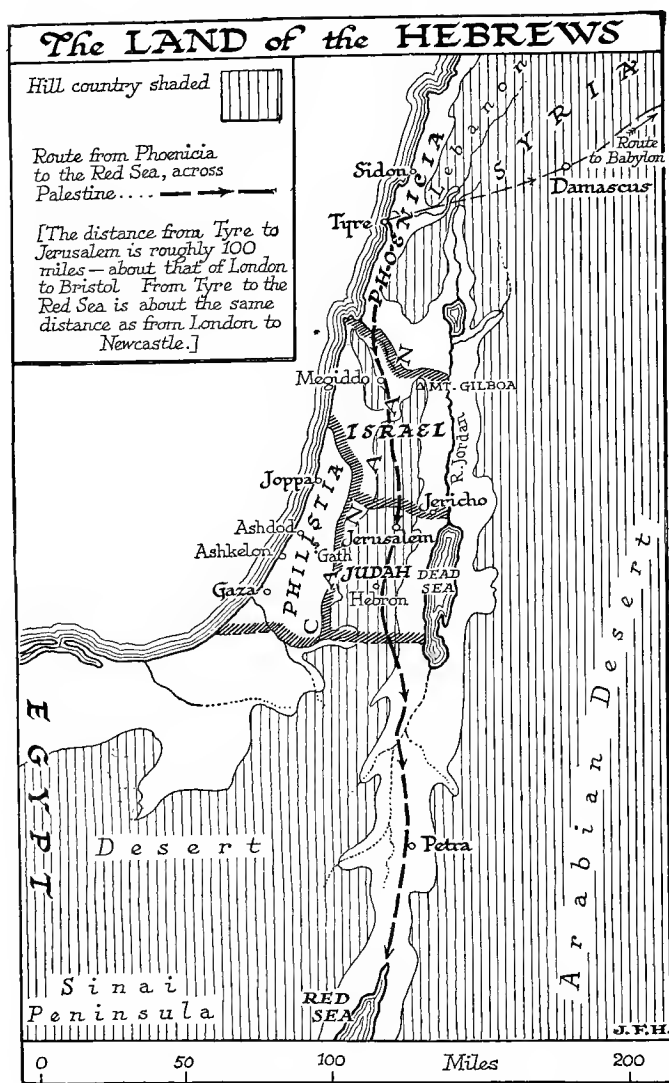 The LAND of the HEBREWS
Hill country shaded
Route from Phoenicia
to the Red Sea, across
Palestine....
[The distance from Tyre to
Jerusalem is roughly 100
miles — about that of London
to Bristol From Tyre to the
Red Sea is about the same
distance as from London to
Newcastle.]
Lebanon
SYRIA
Route
to Babylon
Sidon
Damascus
PHOENICIA
Tyre
Megiddo
MT. GILBOA
CANAAN
ISRAEL
R. Jordan
Joppa
Jericho
PHILISTIA
Ashdod
Jerusalem
Ashkelon
Gath
JUDAH
DEAD
SEA
Gaza
Hebron
EGYPT
Arabian Desert
Desert
Petra
Sinai
Peninsula
RED
SEA
J.F.H.
0 50 100 Miles 200